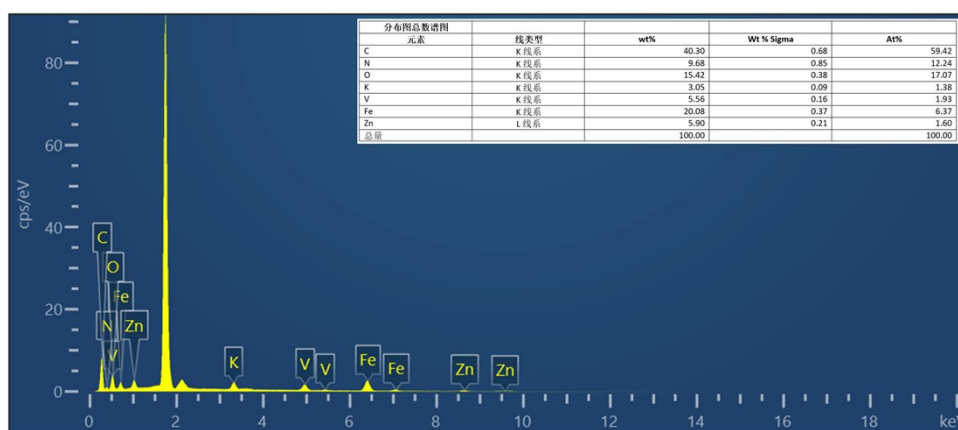 分布图总数谱图
元素 线类型 wt% Wt % Sigma At%
C K 线系 40.30 0.68 59.42
N K 线系 9.68 0.85 12.24
O K 线系 15.42 0.38 17.07
K K 线系 3.05 0.09 1.38
V K 线系 5.56 0.16 1.93
Fe K 线系 20.08 0.37 6.37
Zn L 线系 5.90 0.21 1.60
总量 100.00 100.00
80
60
cps/eV
40
C
O
Fe
20
N Zn
V K V V Fe Fe Zn Zn
0
0 2 4 6 8 10 12 14 16 18 keV